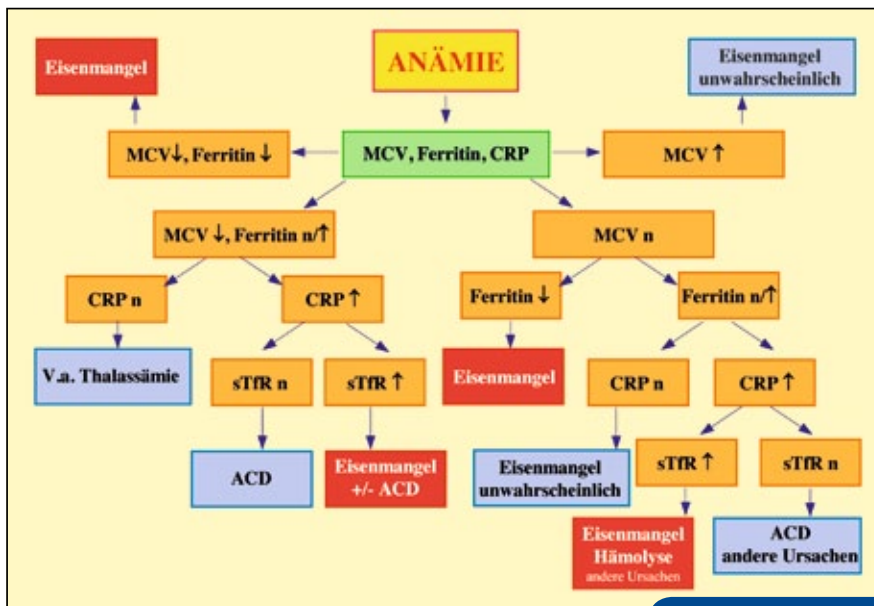 ANÄMIE
Eisenmangel
Eisenmangel
unwahrscheinlich
MCV↓, Ferritin ↓
MCV, Ferritin, CRP
MCV ↑
MCV ↓, Ferritin n/↑
MCV n
CRP n
CRP ↑
Ferritin ↓
Ferritin n/↑
V.a. Thalassämie
sTfR n
sTfR ↑
Eisenmangel
CRP n
CRP ↑
ACD
Eisenmangel
+/- ACD
Eisenmangel
unwahrscheinlich
sTfR ↑
sTfR n
Eisenmangel
Hämolyse
andere Ursachen
ACD
andere Ursachen